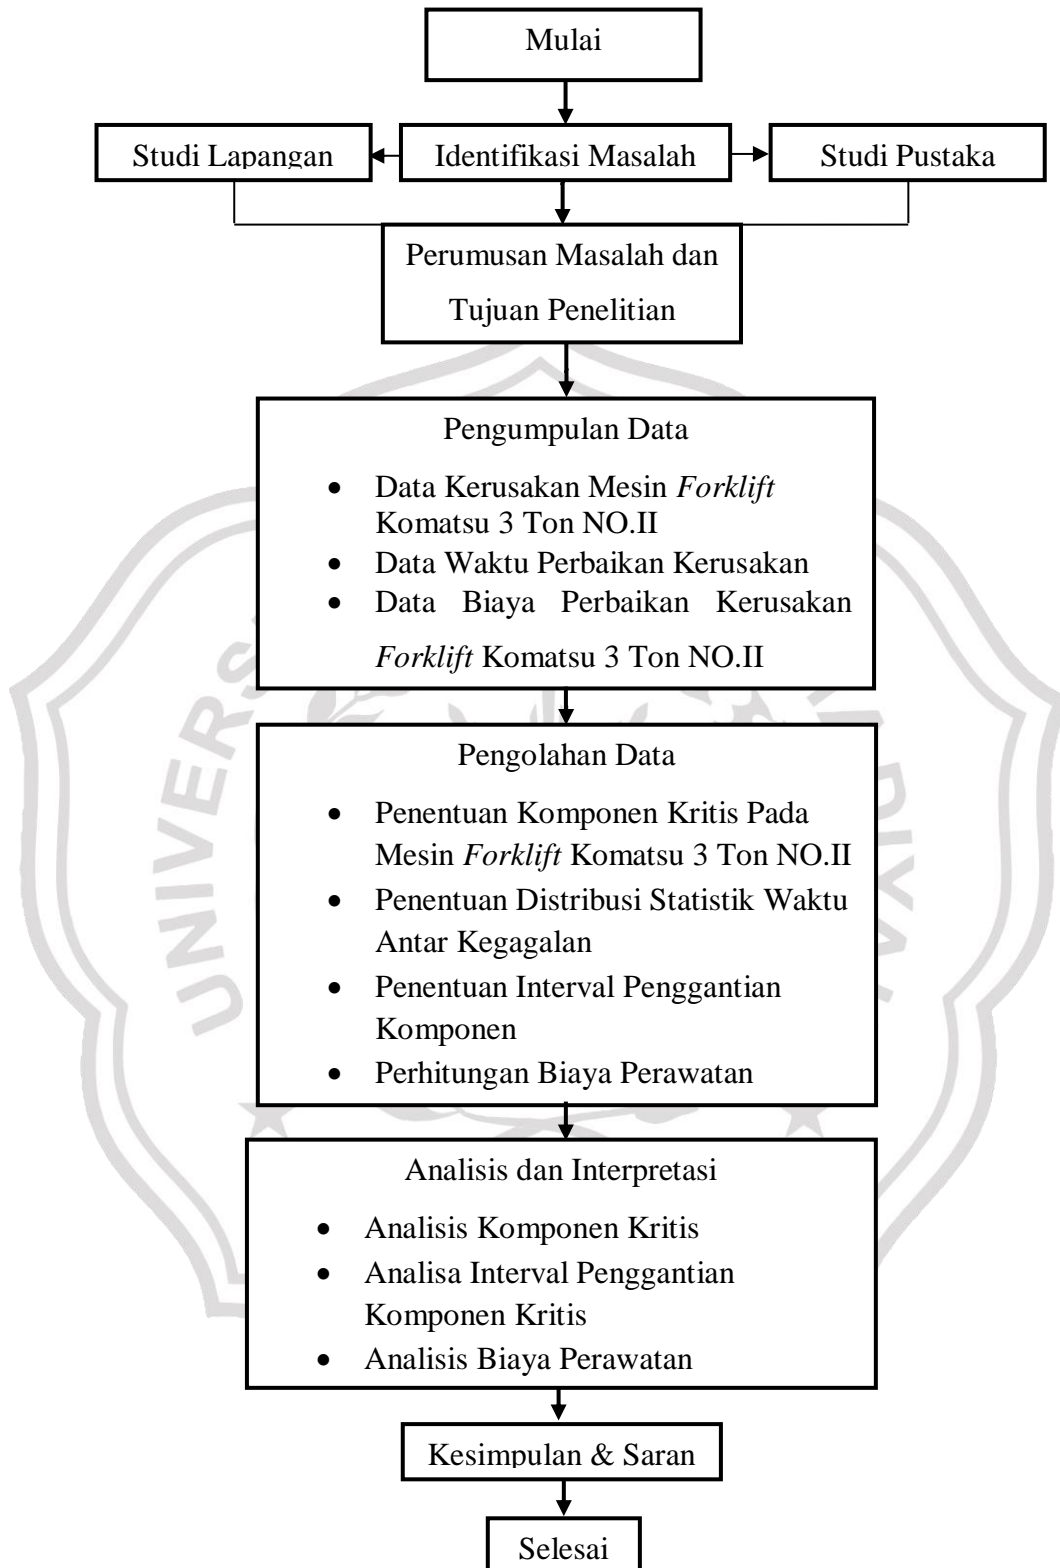 Mulai
Studi Lapangan
Identifikasi Masalah
Studi Pustaka
Perumusan Masalah dan
Tujuan Penelitian
Pengumpulan Data
• Data Kerusakan Mesin Forklift
Komatsu 3 Ton NO.II
• Data Waktu Perbaikan Kerusakan
• Data Biaya Perbaikan Kerusakan
Forklift Komatsu 3 Ton NO.II
Pengolahan Data
• Penentuan Komponen Kritis Pada
Mesin Forklift Komatsu 3 Ton NO.II
• Penentuan Distribusi Statistik Waktu
Antar Kegagalan
• Penentuan Interval Penggantian
Komponen
• Perhitungan Biaya Perawatan
Analisis dan Interpretasi
• Analisis Komponen Kritis
• Analisa Interval Penggantian
Komponen Kritis
• Analisis Biaya Perawatan
Kesimpulan & Saran
Selesai